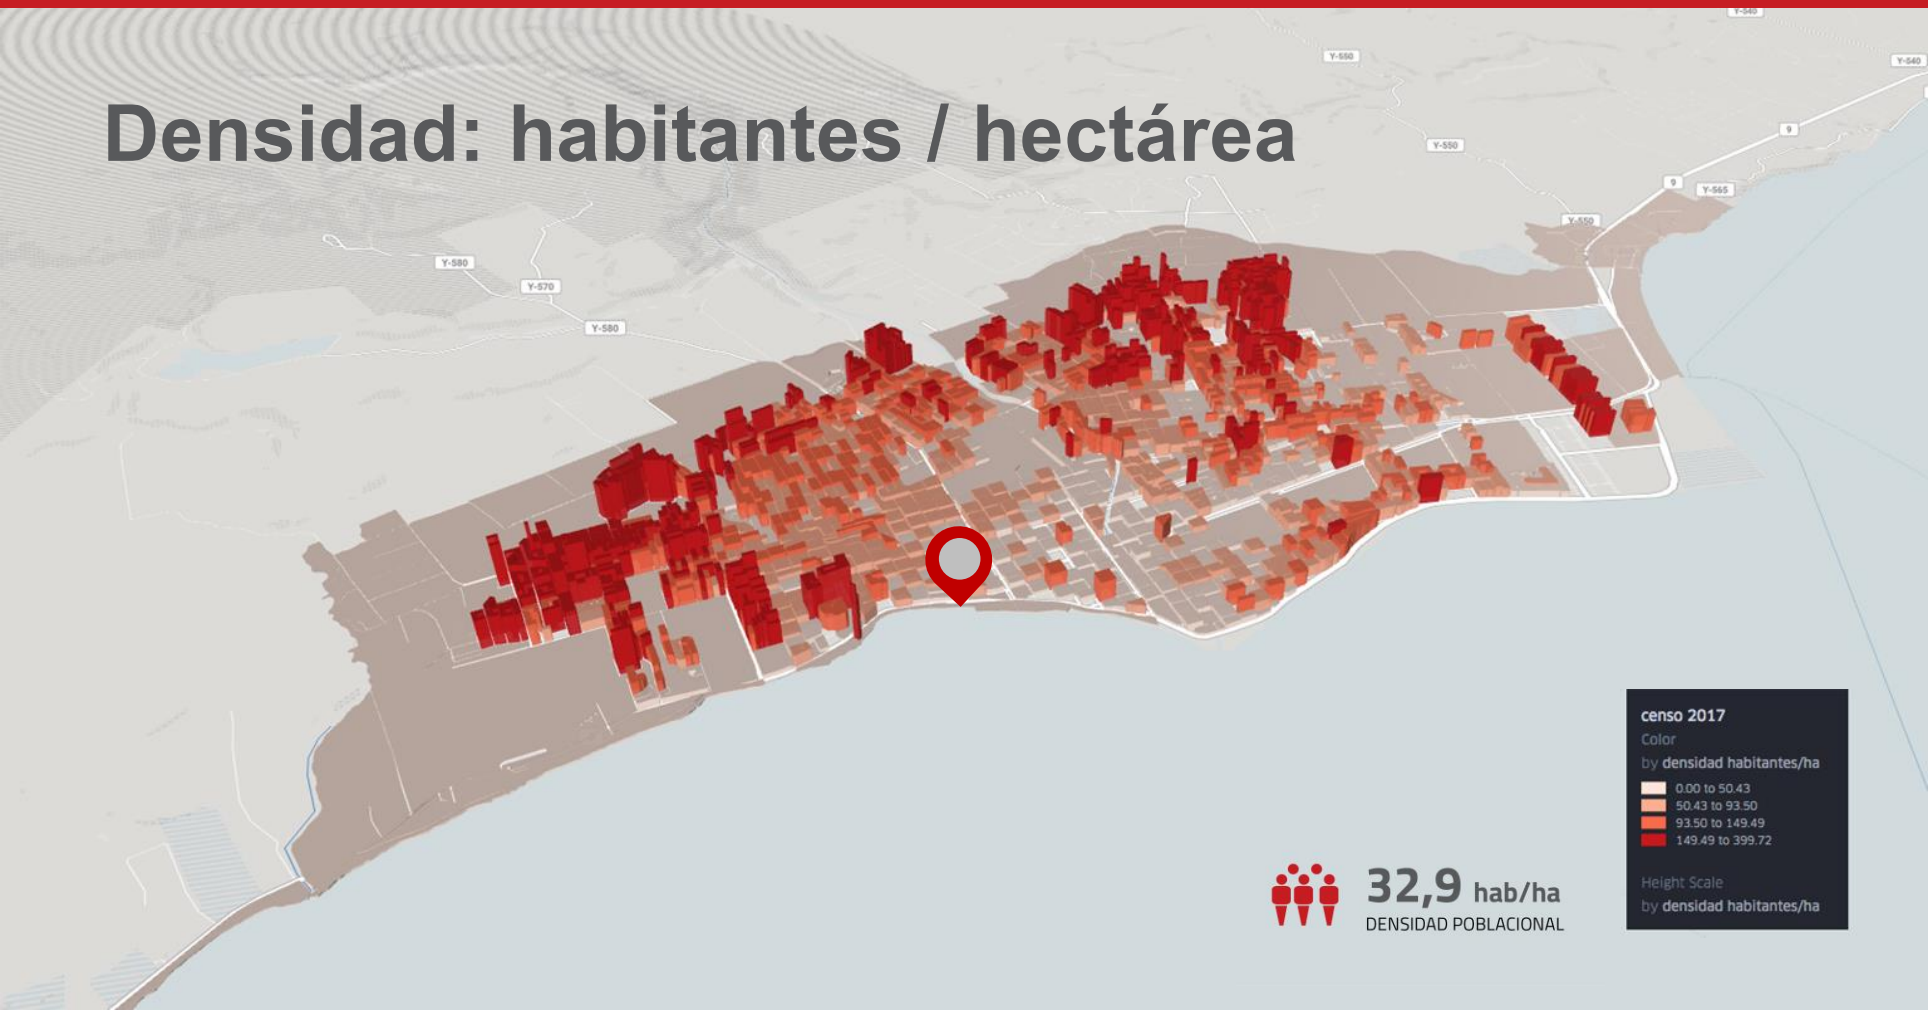 Y-540
Y-550
Y-540
Densidad: habitantes / hectárea
9
Y-550
9
Y-565
Y-550
Y-580
Y-570
Y-580
censo 2017
Color
by densidad habitantes/ha
0.00 to 50.43
50.43 to 93.50
93.50 to 149.49
149.49 to 399.72
Height Scale
by densidad habitantes/ha
32,9 hab/ha
DENSIDAD POBLACIONAL